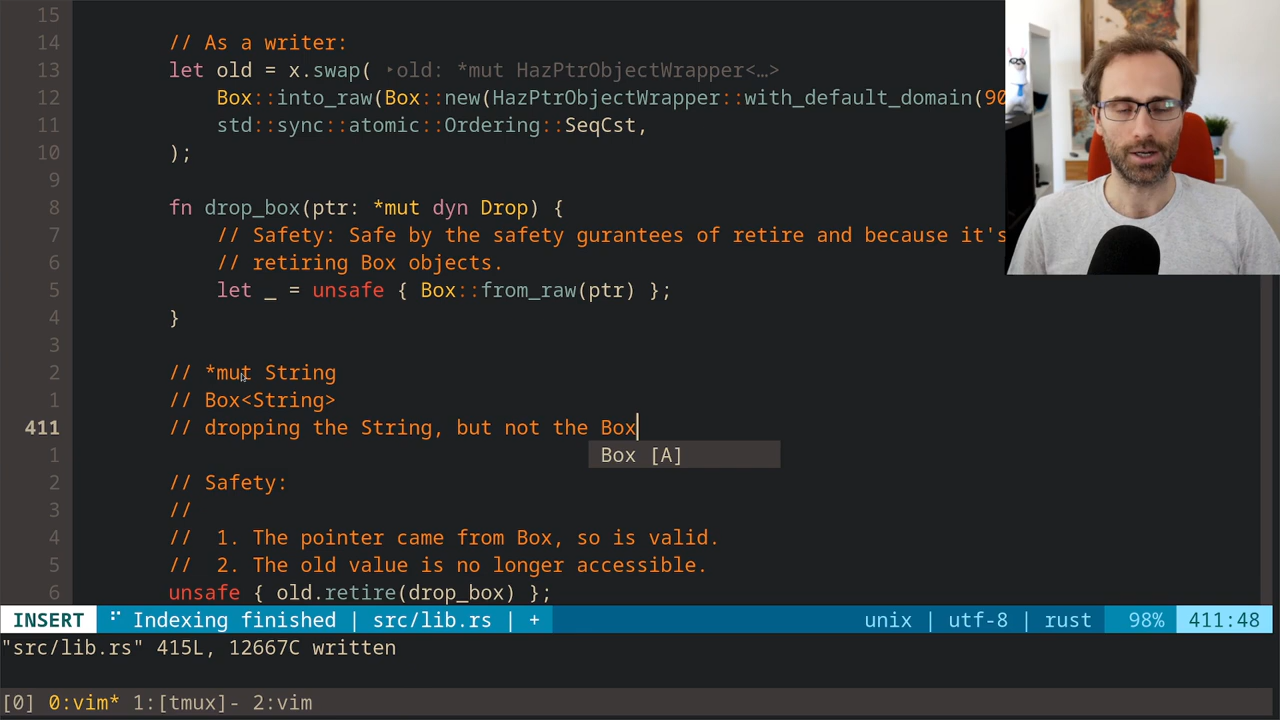 15
14 // As a writer:
13 let old = x.swap( ‣old: *mut HazPtrObjectWrapper<…>
12 Box::into_raw(Box::new(HazPtrObjectWrapper::with_default_domain(90
11 std::sync::atomic::Ordering::SeqCst,
10 );
9
8 fn drop_box(ptr: *mut dyn Drop) {
7 // Safety: Safe by the safety gurantees of retire and because it's
6 // retiring Box objects.
5 let _ = unsafe { Box::from_raw(ptr) };
4 }
3
2 // *mut String
1 // Box<String>
411 // dropping the String, but not the Box
1 Box [A]
2 // Safety:
3 //
4 // 1. The pointer came from Box, so is valid.
5 // 2. The old value is no longer accessible.
6 unsafe { old.retire(drop_box) };
INSERT ⠋ Indexing finished | src/lib.rs | + unix | utf-8 | rust 98% 411:48
"src/lib.rs" 415L, 12667C written
[0] 0:vim* 1:[tmux]- 2:vim